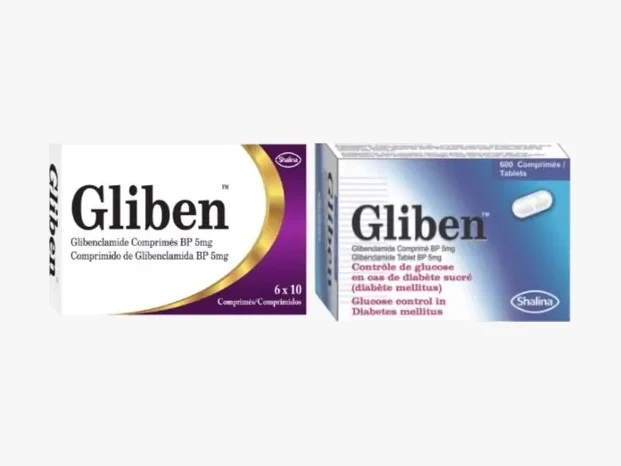 Gliben
Shalina
Gliben™
Glibenclamide Comprimés BP 5mg
Comprimido de Glibenclamida BP 5mg
6 x 10
Comprimés/Comprimidos
Gliben
600 Comprimés /
Tablets
Gliben™
Glibenclamide Comprimé BP 5mg
Glibenclamide Tablet BP 5mg
Contrôle de glucose
en cas de diabète sucré
(diabète mellitus)
Glucose control in
Diabetes mellitus
Shalina